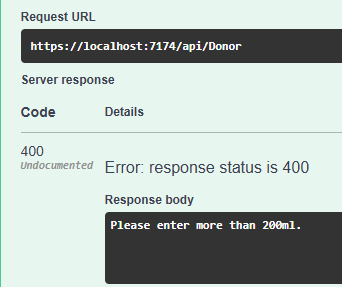 Request URL
https://localhost:7174/api/Donor
Server response
Code Details
400
Undocumented
Error: response status is 400
Response body
Please enter more than 200ml.